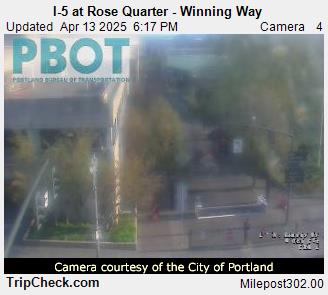 I-5 at Rose Quarter - Winning Way
Updated Apr 13 2025 6:17 PM Camera 4
PBOT
PORTLAND BUREAU OF TRANSPORTATION
Camera courtesy of the City of Portland
TripCheck.com Milepost302.00